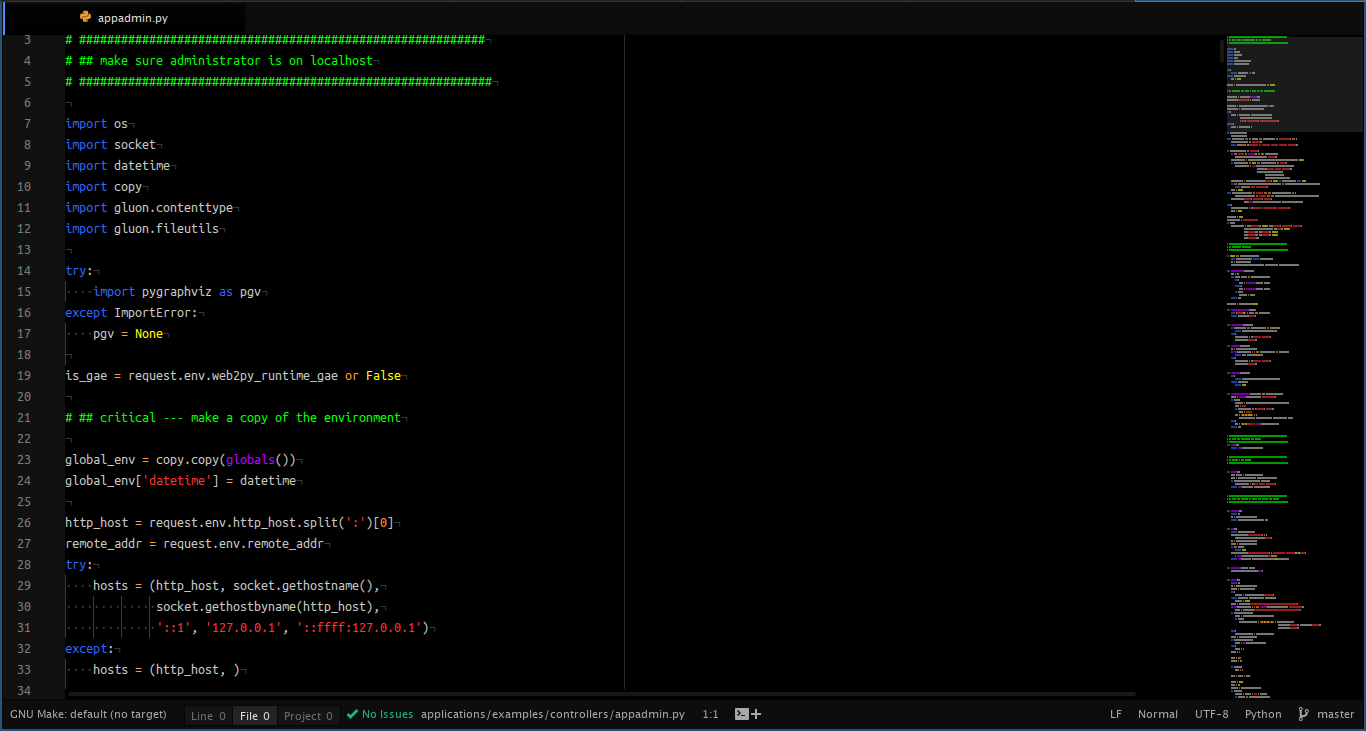 appadmin.py
3 # ##########################################################
4 # ## make sure administrator is on localhost
5 # ###########################################################
6
7 import os
8 import socket
9 import datetime
10 import copy
11 import gluon.contenttype
12 import gluon.fileutils
13
14 try:
15 import pygraphviz as pgv
16 except ImportError:
17 pgv = None
18
19 is_gae = request.env.web2py_runtime_gae or False
20
21 # ## critical --- make a copy of the environment
22
23 global_env = copy.copy(globals())
24 global_env['datetime'] = datetime
25
26 http_host = request.env.http_host.split(':')[0]
27 remote_addr = request.env.remote_addr
28 try:
29 hosts = (http_host, socket.gethostname(),
30 socket.gethostbyname(http_host),
31 '::1', '127.0.0.1', '::ffff:127.0.0.1')
32 except:
33 hosts = (http_host, )
34
GNU Make: default (no target) Line 0 File 0 Project 0 No Issues applications/examples/controllers/appadmin.py 1:1 LF Normal UTF-8 Python master